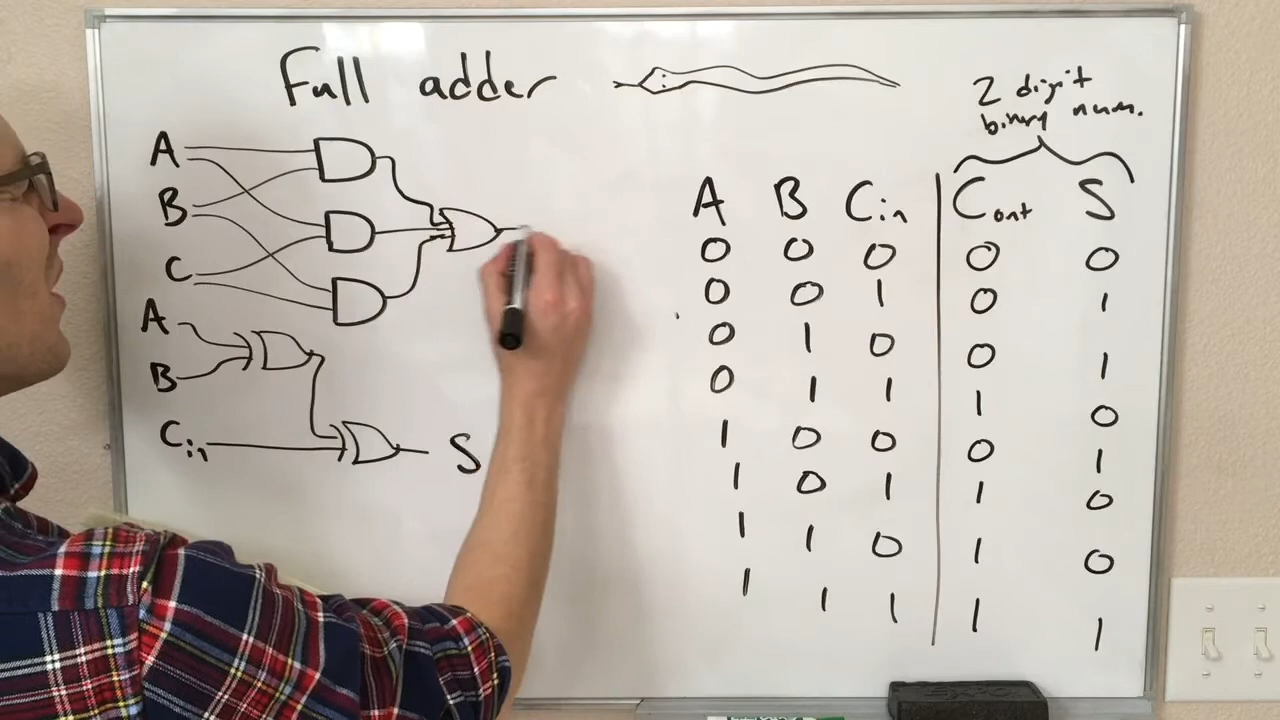 Full adder
2 digit
binary num.
A
B
C
A
B
Cin
S
A B Cin Cout S
0 0 0 0 0
0 0 1 0 1
0 1 0 0 1
0 1 1 1 0
1 0 0 0 1
1 0 1 1 0
1 1 0 1 0
1 1 1 1 1
EXPO